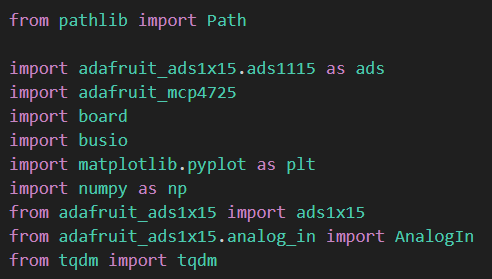 from pathlib import Path
import adafruit_ads1x15.ads1115 as ads
import adafruit_mcp4725
import board
import busio
import matplotlib.pyplot as plt
import numpy as np
from adafruit_ads1x15 import ads1x15
from adafruit_ads1x15.analog_in import AnalogIn
from tqdm import tqdm